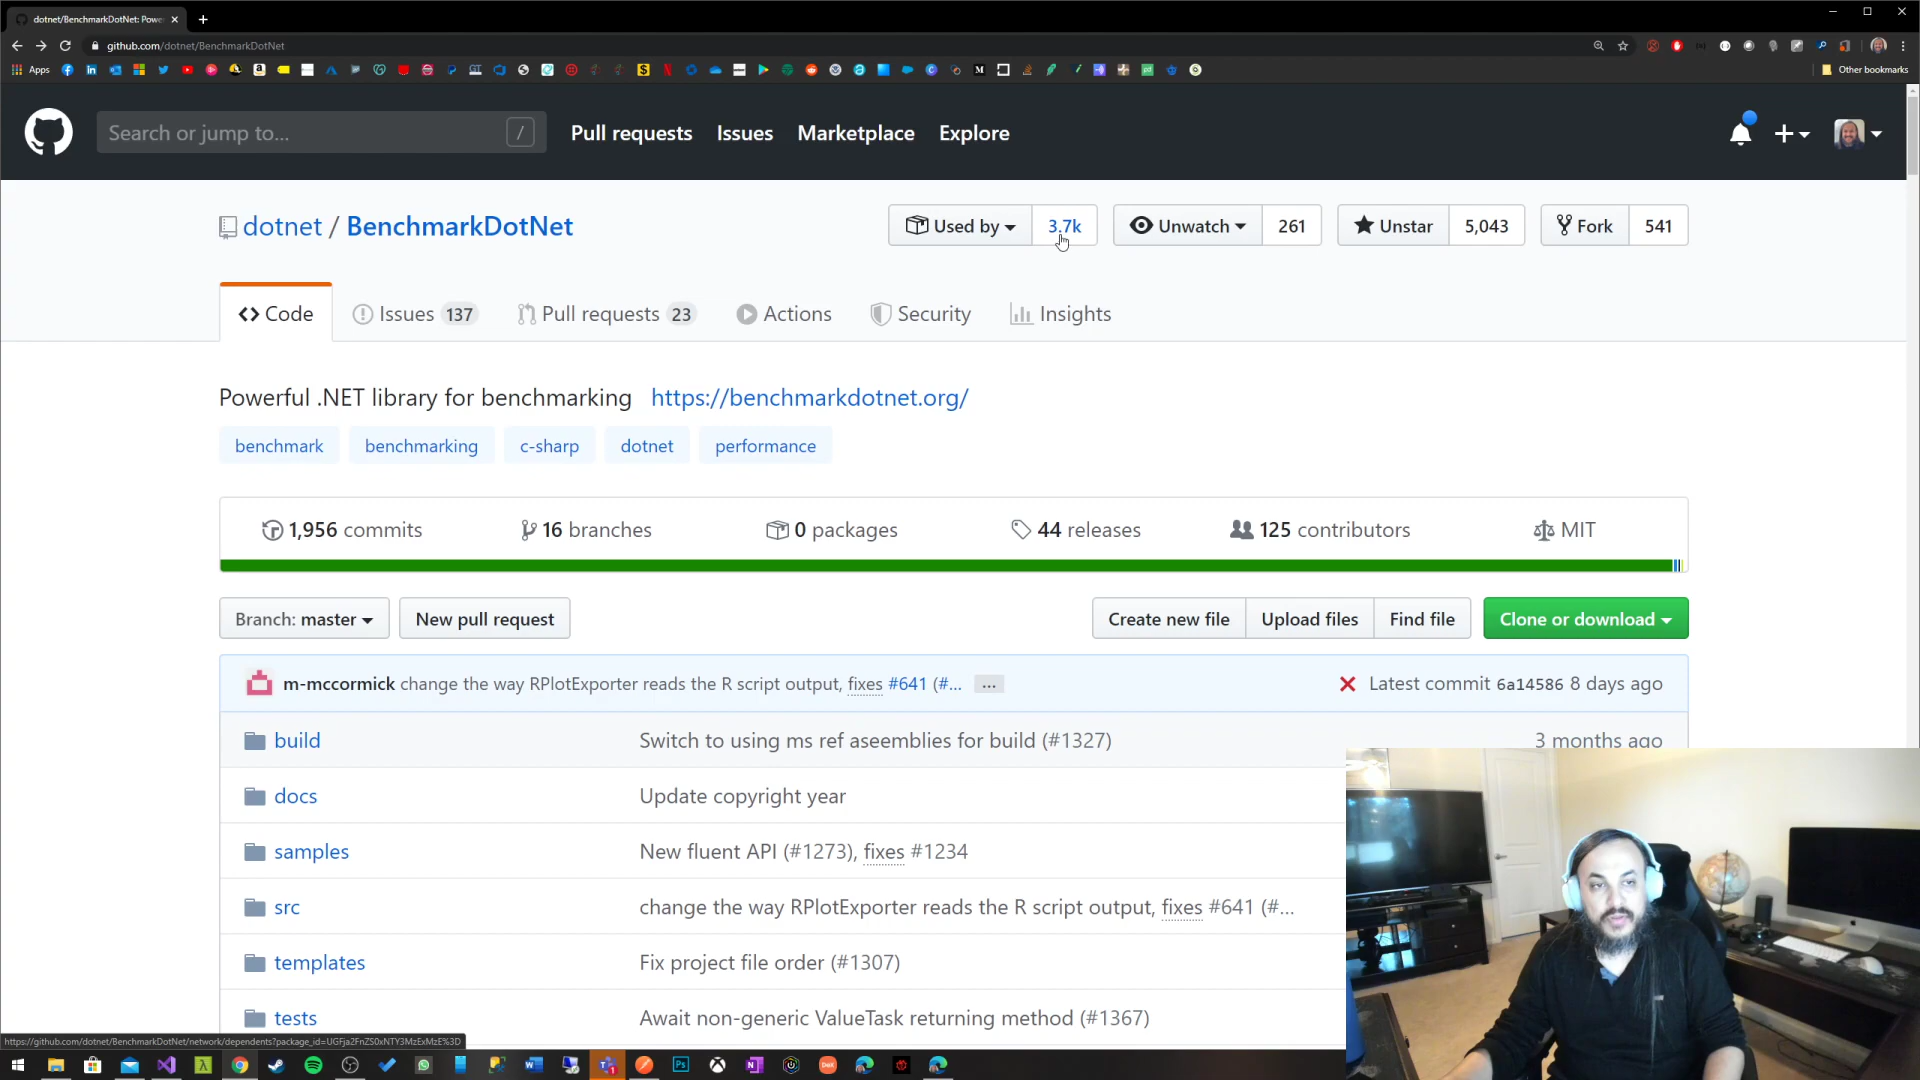 dotnet/BenchmarkDotNet: Powe
github.com/dotnet/BenchmarkDotNet
Apps
Other bookmarks
Search or jump to...
/
Pull requests Issues Marketplace Explore
dotnet / BenchmarkDotNet
Used by 3.7k
Unwatch 261
Unstar 5,043
Fork 541
Code
Issues 137
Pull requests 23
Actions
Security
Insights
Powerful .NET library for benchmarking https://benchmarkdotnet.org/
benchmark benchmarking c-sharp dotnet performance
1,956 commits 16 branches 0 packages 44 releases 125 contributors MIT
Branch: master New pull request Create new file Upload files Find file Clone or download
m-mccormick change the way RPlotExporter reads the R script output, fixes #641 (#... ... Latest commit 6a14586 8 days ago
build Switch to using ms ref aseemblies for build (#1327) 3 months ago
docs Update copyright year
samples New fluent API (#1273), fixes #1234
src change the way RPlotExporter reads the R script output, fixes #641 (#...
templates Fix project file order (#1307)
tests Await non-generic ValueTask returning method (#1367)